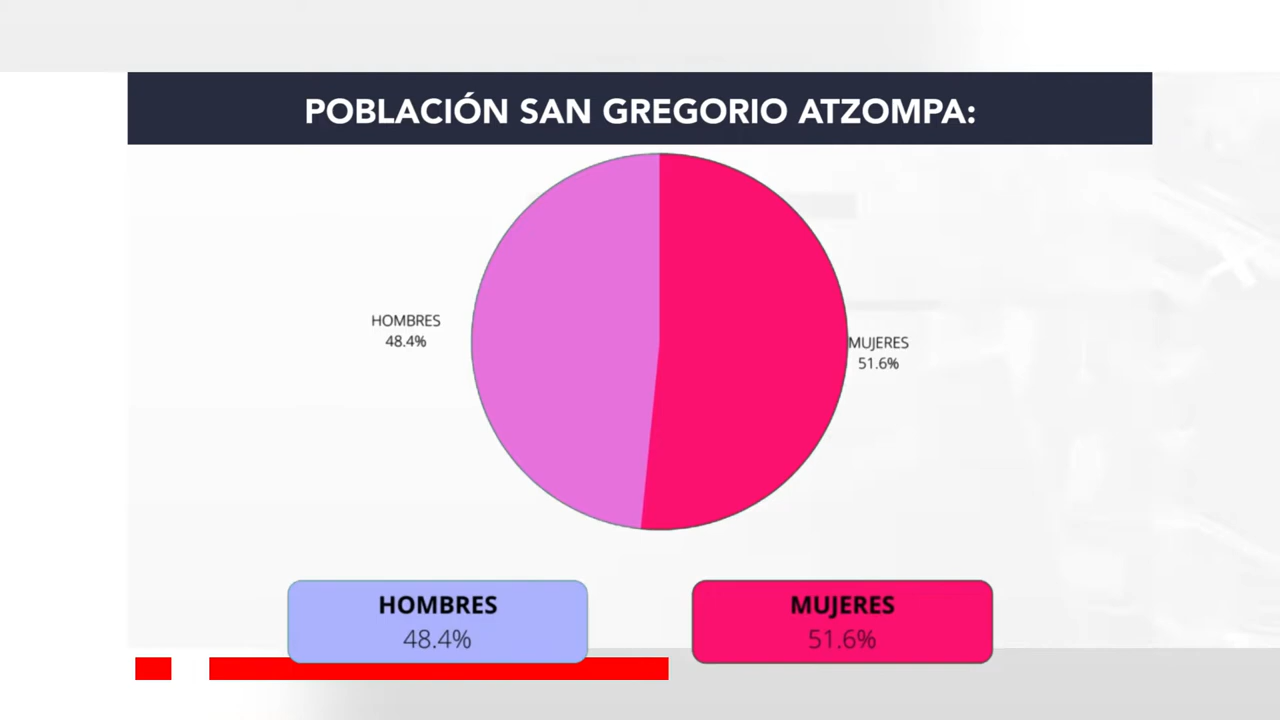 POBLACIÓN SAN GREGORIO ATZOMPA:
HOMBRES
48.4%
MUJERES
51.6%
HOMBRES
48.4%
MUJERES
51.6%